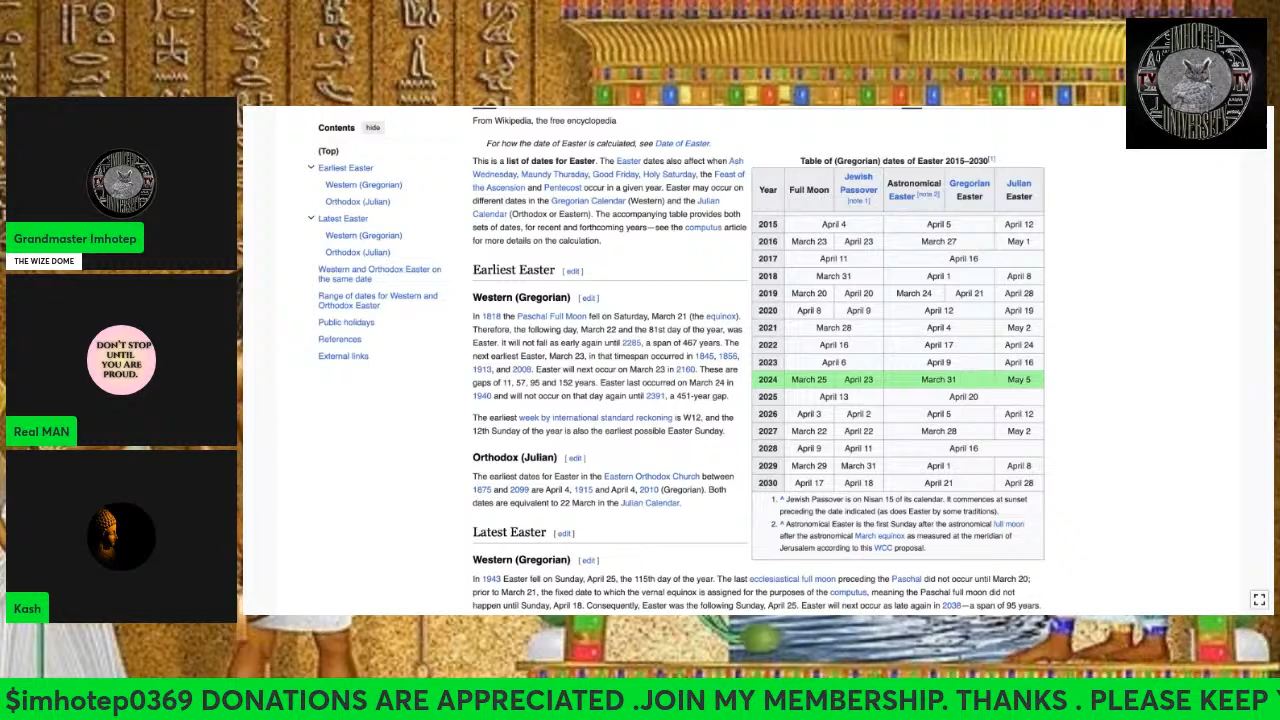 IMHOTEP
TV TV
UNIVERSITY
Grandmaster Imhotep
THE WIZE DOME
DON'T STOP
UNTIL
YOU ARE
PROUD.
Real MAN
Kash
Contents hide
(Top)
Earliest Easter
Western (Gregorian)
Orthodox (Julian)
Latest Easter
Western (Gregorian)
Orthodox (Julian)
Western and Orthodox Easter on
the same date
Range of dates for Western and
Orthodox Easter
Public holidays
References
External links
From Wikipedia, the free encyclopedia
For how the date of Easter is calculated, see Date of Easter.
This is a list of dates for Easter. The Easter dates also affect when Ash
Wednesday, Maundy Thursday, Good Friday, Holy Saturday, the Feast of
the Ascension and Pentecost occur in a given year. Easter may occur on
different dates in the Gregorian Calendar (Western) and the Julian
Calendar (Orthodox or Eastern). The accompanying table provides both
sets of dates, for recent and forthcoming years—see the computus article
for more details on the calculation.
Earliest Easter [ edit ]
Western (Gregorian) [ edit ]
In 1818 the Paschal Full Moon fell on Saturday, March 21 (the equinox).
Therefore, the following day, March 22 and the 81st day of the year, was
Easter. It will not fall as early again until 2285, a span of 467 years. The
next earliest Easter, March 23, in that timespan occurred in 1845, 1856,
1913, and 2008. Easter will next occur on March 23 in 2160. These are
gaps of 11, 57, 95 and 152 years. Easter last occurred on March 24 in
1940 and will not occur on that day again until 2391, a 451-year gap.
The earliest week by international standard reckoning is W12, and the
12th Sunday of the year is also the earliest possible Easter Sunday.
Orthodox (Julian) [ edit ]
The earliest dates for Easter in the Eastern Orthodox Church between
1875 and 2099 are April 4, 1915 and April 4, 2010 (Gregorian). Both
dates are equivalent to 22 March in the Julian Calendar.
Latest Easter [ edit ]
Western (Gregorian) [ edit ]
In 1943 Easter fell on Sunday, April 25, the 115th day of the year. The last ecclesiastical full moon preceding the Paschal did not occur until March 20;
prior to March 21, the fixed date to which the vernal equinox is assigned for the purposes of the computus, meaning the Paschal full moon did not
happen until Sunday, April 18. Consequently, Easter was the following Sunday, April 25. Easter will next occur as late again in 2038—a span of 95 years.
Table of (Gregorian) dates of Easter 2015–2030[1]
Year Full Moon Jewish Passover [note 1] Astronomical Easter [note 2] Gregorian Easter Julian Easter
2015 April 4 April 5 April 12
2016 March 23 April 23 March 27 May 1
2017 April 11 April 16
2018 March 31 April 1 April 8
2019 March 20 April 20 March 24 April 21 April 28
2020 April 8 April 9 April 12 April 19
2021 March 28 April 4 May 2
2022 April 16 April 17 April 24
2023 April 6 April 9 April 16
2024 March 25 April 23 March 31 May 5
2025 April 13 April 20
2026 April 3 April 2 April 5 April 12
2027 March 22 April 22 March 28 May 2
2028 April 9 April 11 April 16
2029 March 29 March 31 April 1 April 8
2030 April 17 April 18 April 21 April 28
1. ^ Jewish Passover is on Nisan 15 of its calendar. It commences at sunset
preceding the date indicated (as does Easter by some traditions).
2. ^ Astronomical Easter is the first Sunday after the astronomical full moon
after the astronomical March equinox as measured at the meridian of
Jerusalem according to this WCC proposal.
$imhotep0369 DONATIONS ARE APPRECIATED .JOIN MY MEMBERSHIP. THANKS . PLEASE KEEP